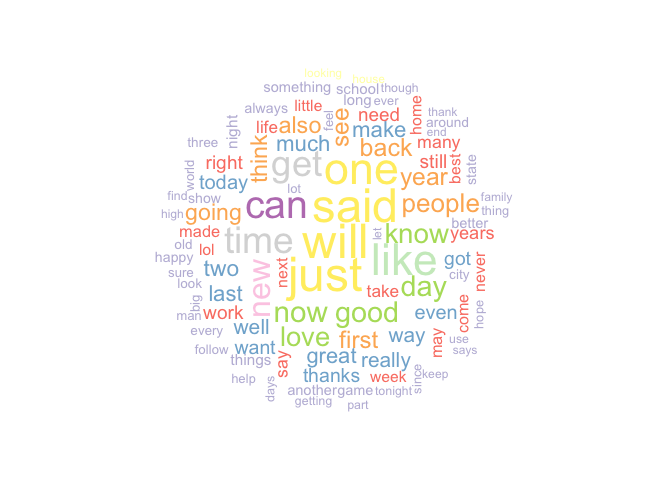 looking house
something school though
always little long ever
feel see need home thank
life also make around
three night much many end
think get one back still best state
right
world today lot year
find show can said people family
high going thing
made time will let know years better
old lol like got
happy new next just city never
sure two take day
look last now good even come hope
big work
man well love first way may use
every want says
follow things say great really since keep
help thanks week
days another game tonight
getting part